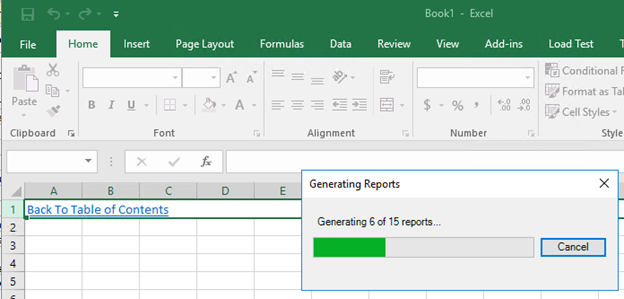 Book1 - Excel
File Home Insert Page Layout Formulas Data Review View Add-ins Load Test
Paste
B I U A A A
$ % ,
Conditional F
Format as Tab
Cell Styles
Clipboard Font Alignment Number Style
fx
Generating Reports
A B C D E
1 Back To Table of Contents
Generating 6 of 15 reports...
2
3
Cancel
4
5